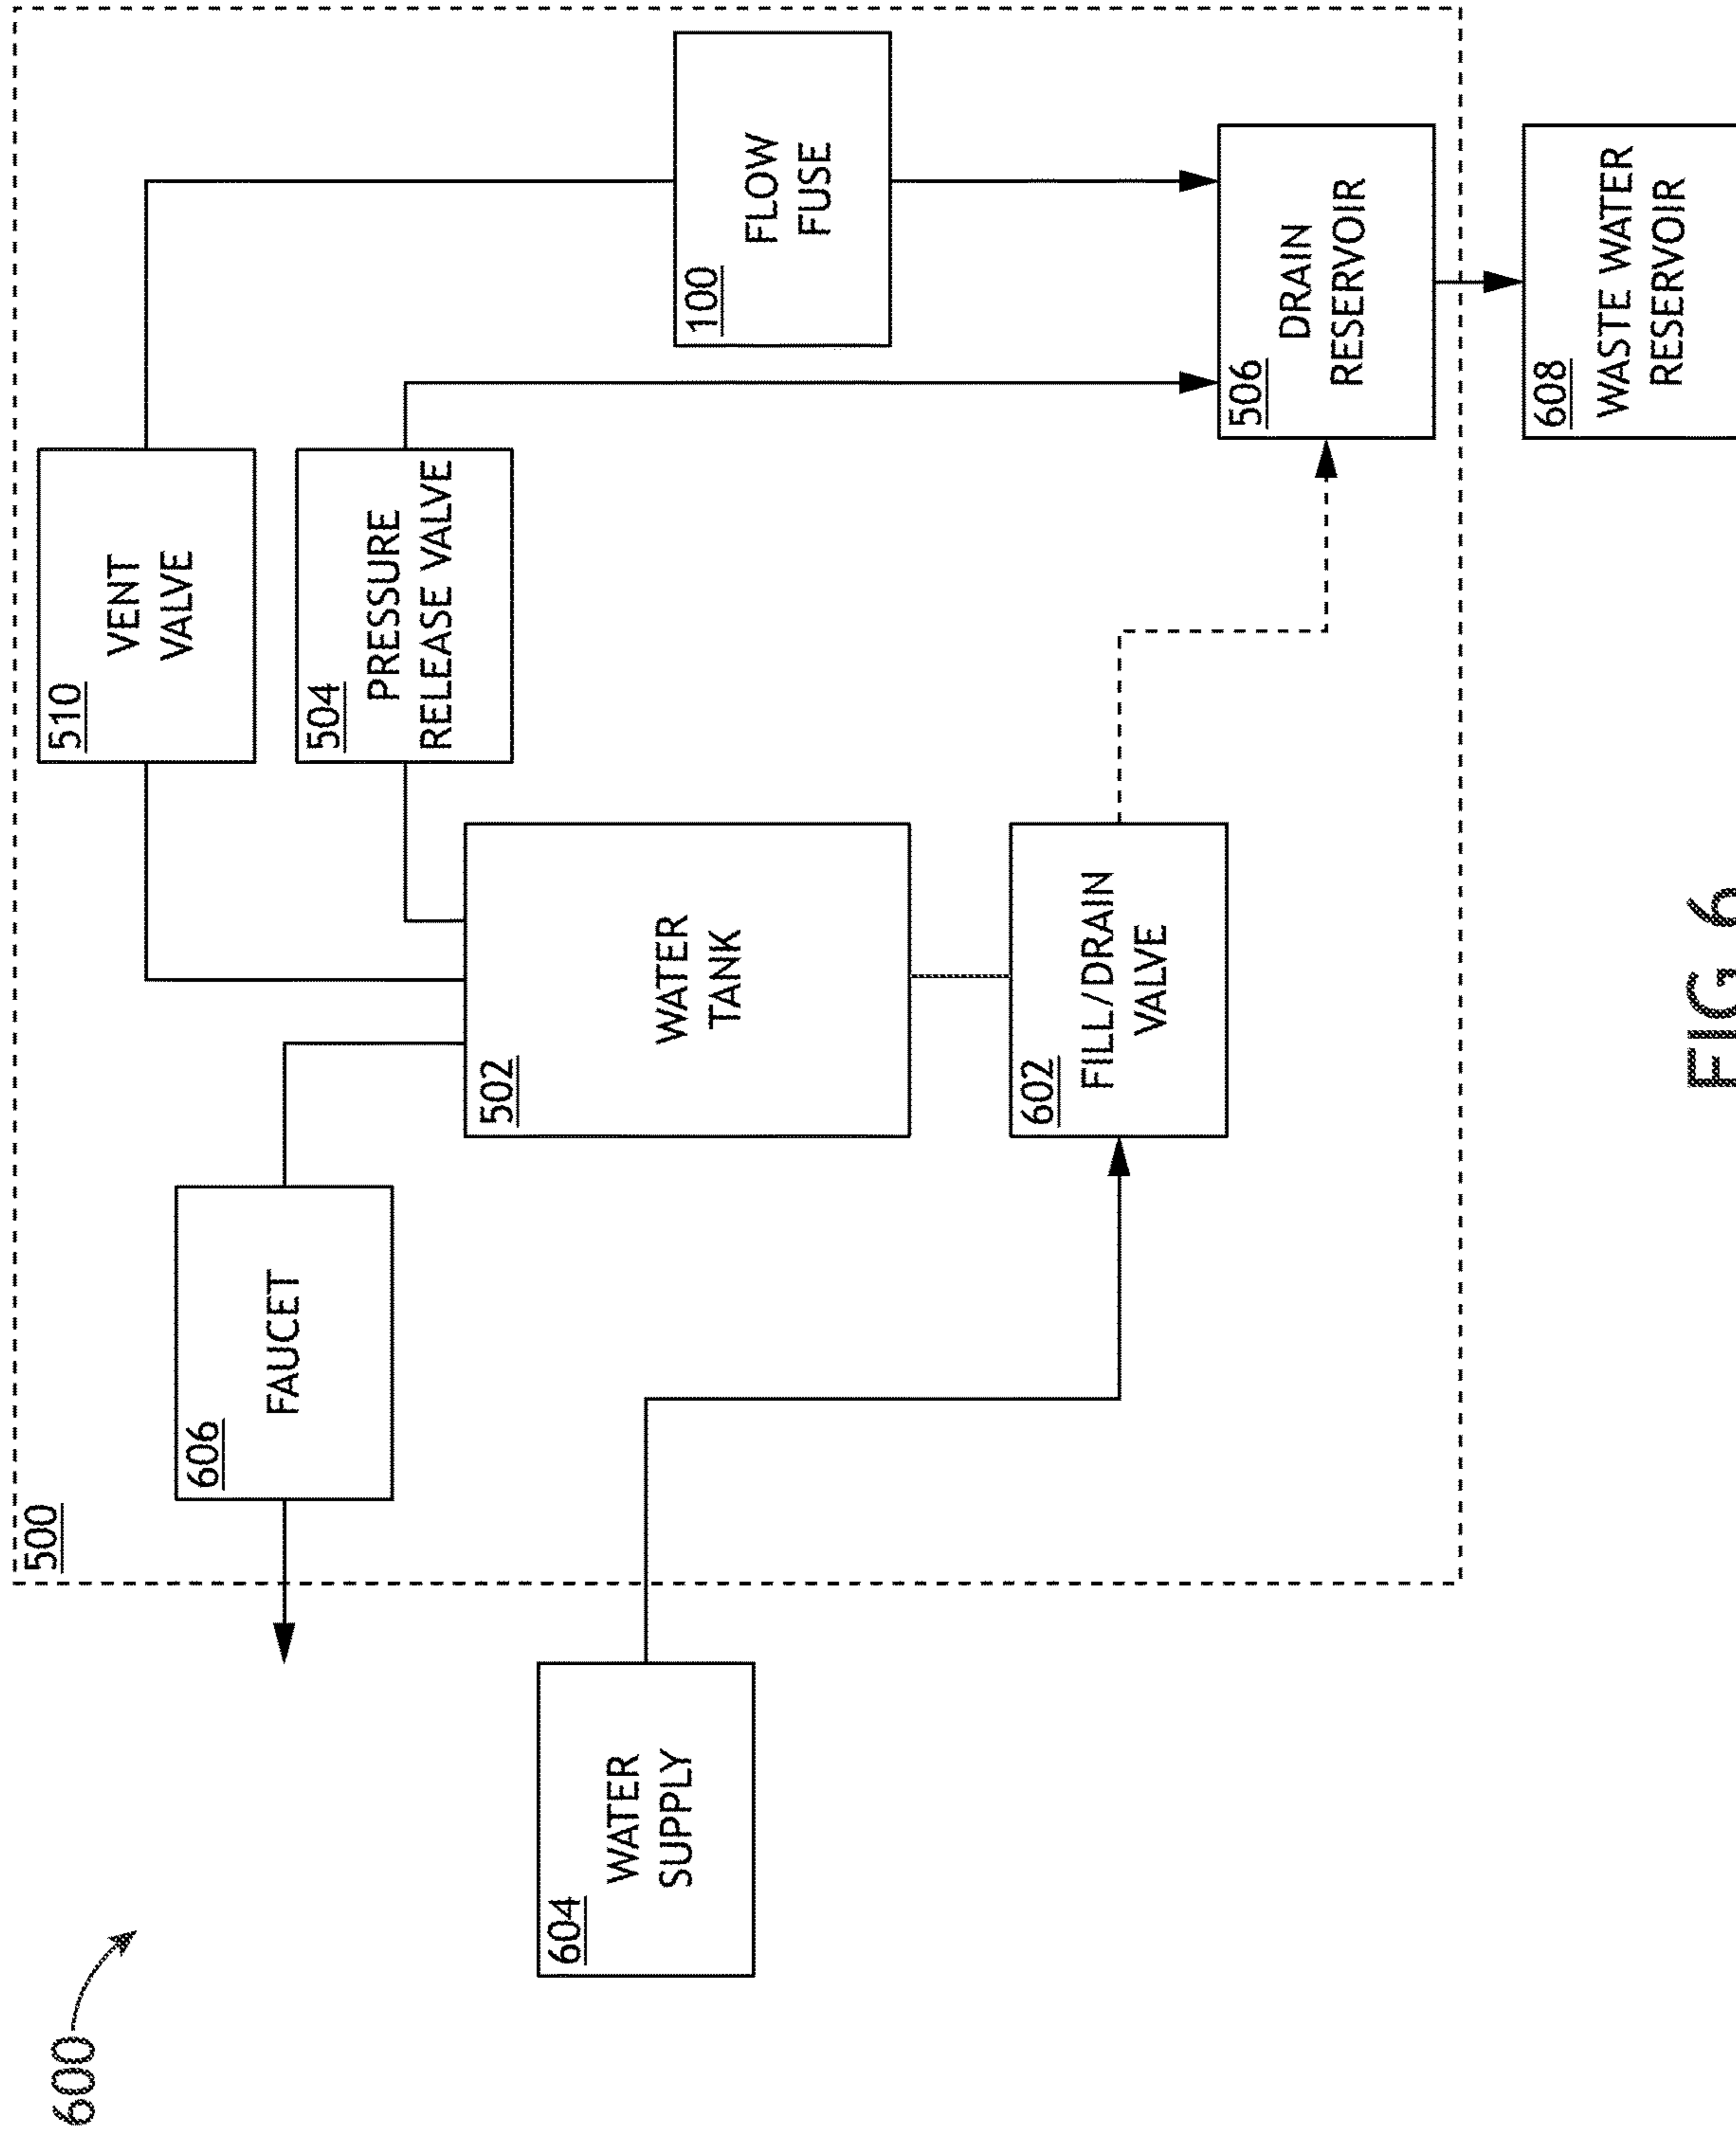 600
500
510
VENT
VALVE
606
FAUCET
504
PRESSURE
RELEASE VALVE
604
WATER
SUPPLY
502
WATER
TANK
100
FLOW
FUSE
602
FILL/DRAIN
VALVE
506
DRAIN
RESERVOIR
608
WASTE WATER
RESERVOIR
FIG. 6